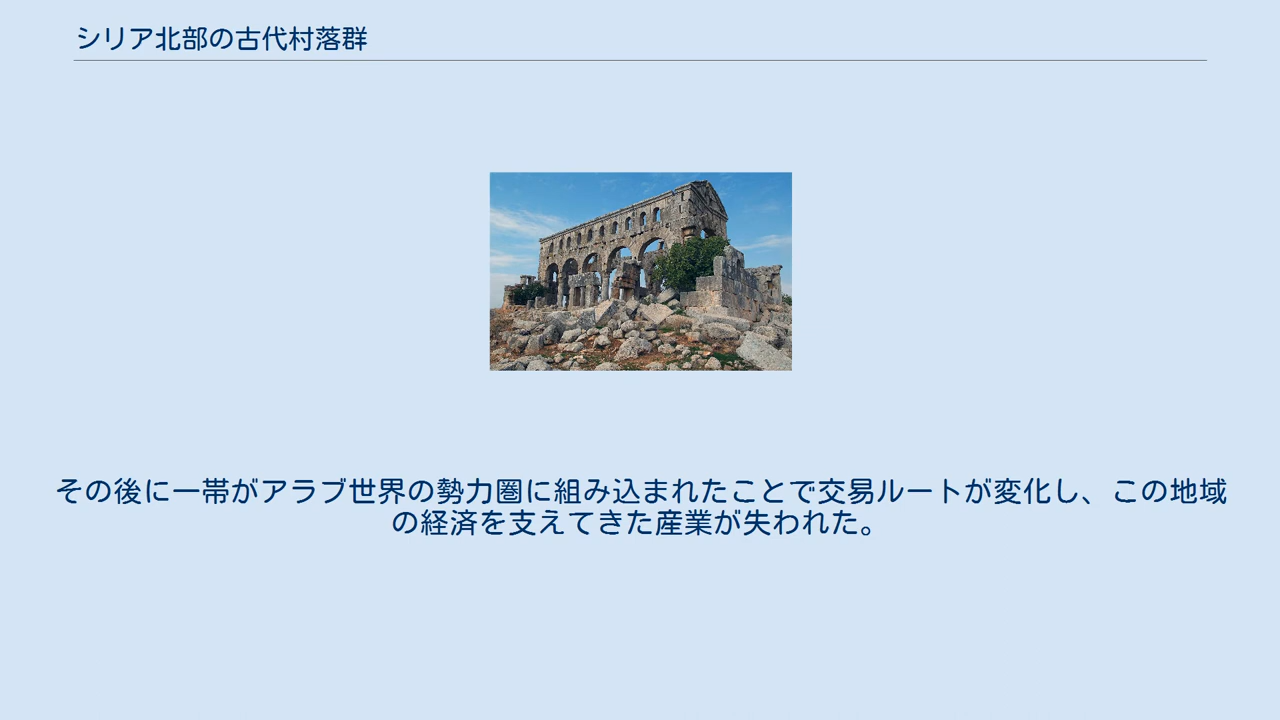 シリア北部の古代村落群
その後に一帯がアラブ世界の勢力圏に組み込まれたことで交易ルートが変化し、この地域
の経済を支えてきた産業が失われた。